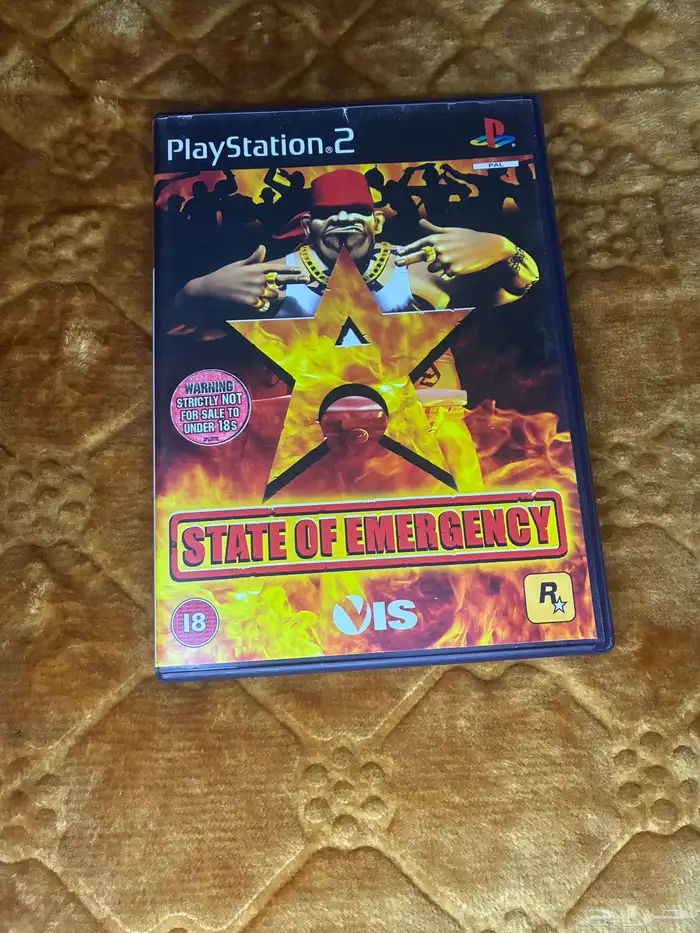 PlayStation®2
PAL
WARNING
STRICTLY NOT
FOR SALE TO
UNDER 18s
STATE OF EMERGENCY
18
VIS
R